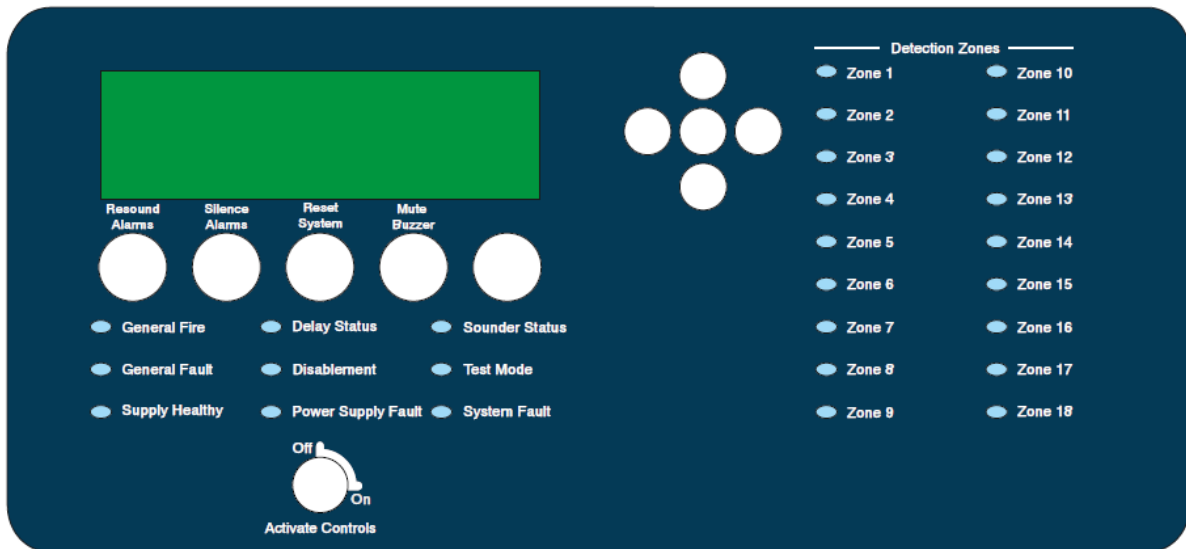 Detection Zones
Resound Alarms
Silence Alarms
Reset System
Mute Buzzer
General Fire
Delay Status
Sounder Status
General Fault
Disablement
Test Mode
Supply Healthy
Power Supply Fault
System Fault
Off
On
Activate Controls
Zone 1
Zone 2
Zone 3
Zone 4
Zone 5
Zone 6
Zone 7
Zone 8
Zone 9
Zone 10
Zone 11
Zone 12
Zone 13
Zone 14
Zone 15
Zone 16
Zone 17
Zone 18